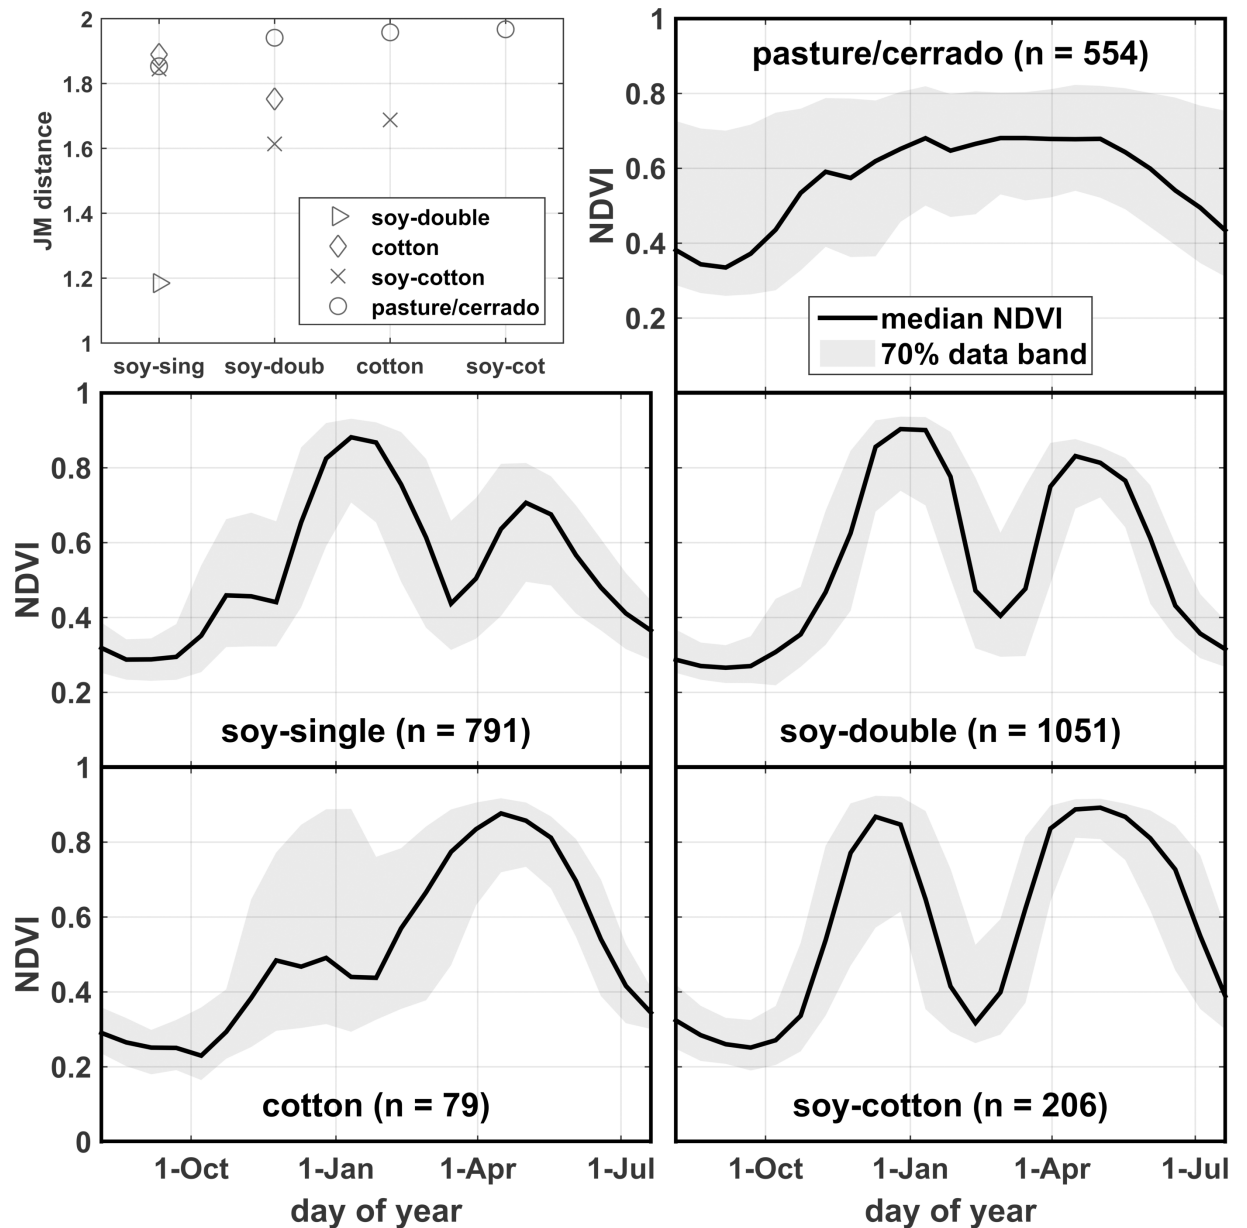 2
1.8
1.6
1.4
1.2
1
JM distance
soy-double
cotton
soy-cotton
pasture/cerrado
soy-sing soy-doub cotton soy-cot
1
0.8
0.6
0.4
0.2
NDVI
pasture/cerrado (n = 554)
median NDVI
70% data band
1
0.8
0.6
0.4
0.2
NDVI
soy-single (n = 791)
soy-double (n = 1051)
1
0.8
0.6
0.4
0.2
0
NDVI
cotton (n = 79)
soy-cotton (n = 206)
1-Oct 1-Jan 1-Apr 1-Jul
1-Oct 1-Jan 1-Apr 1-Jul
day of year
day of year